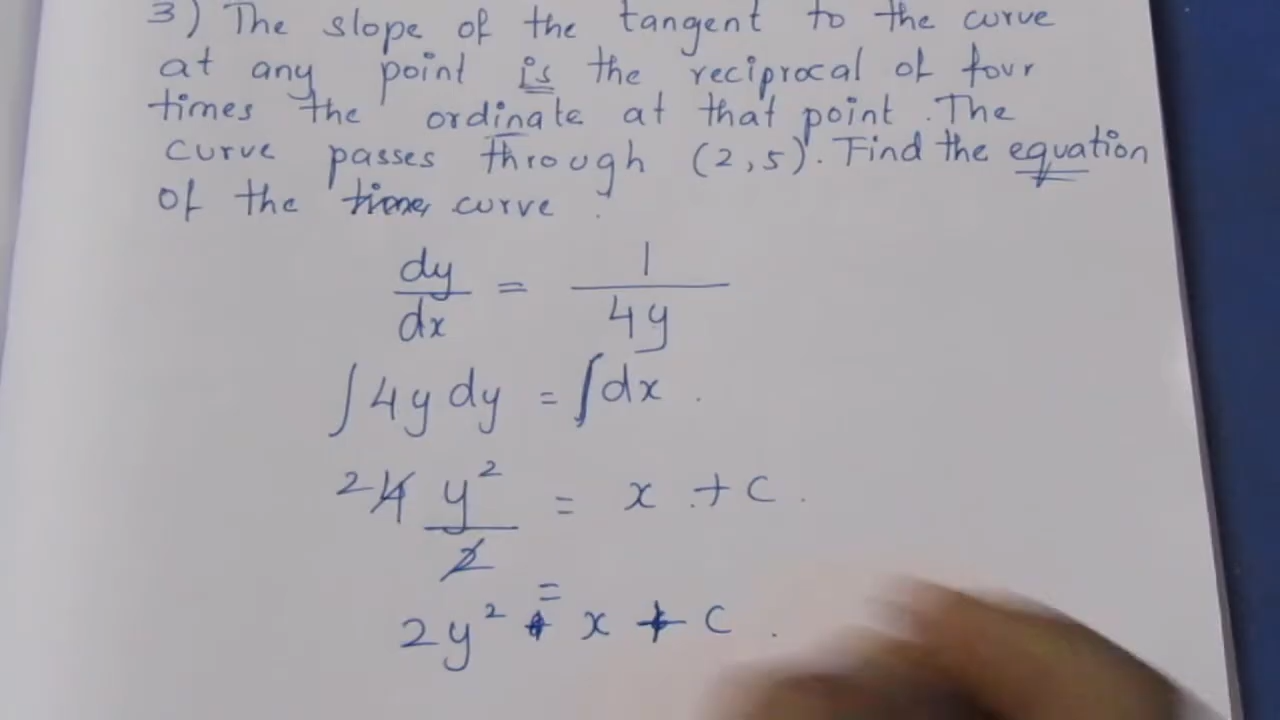 3) The slope of the tangent to the curve
at any point is the reciprocal of four
times the ordinate at that point. The
curve passes through (2,5). Find the equation
of the curve.
dy/dx = 1/4y
∫4y dy = ∫dx.
2 4 y²/2 = x + c.
2y² = x + c.